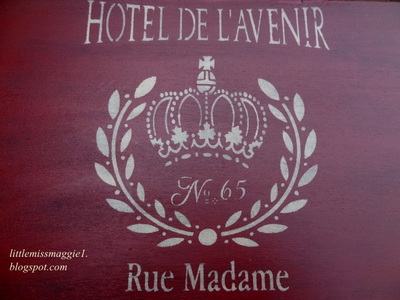 HOTEL DE L'AVENIR
No 65
littlemissmaggie1.
blogspot.com
Rue Madame